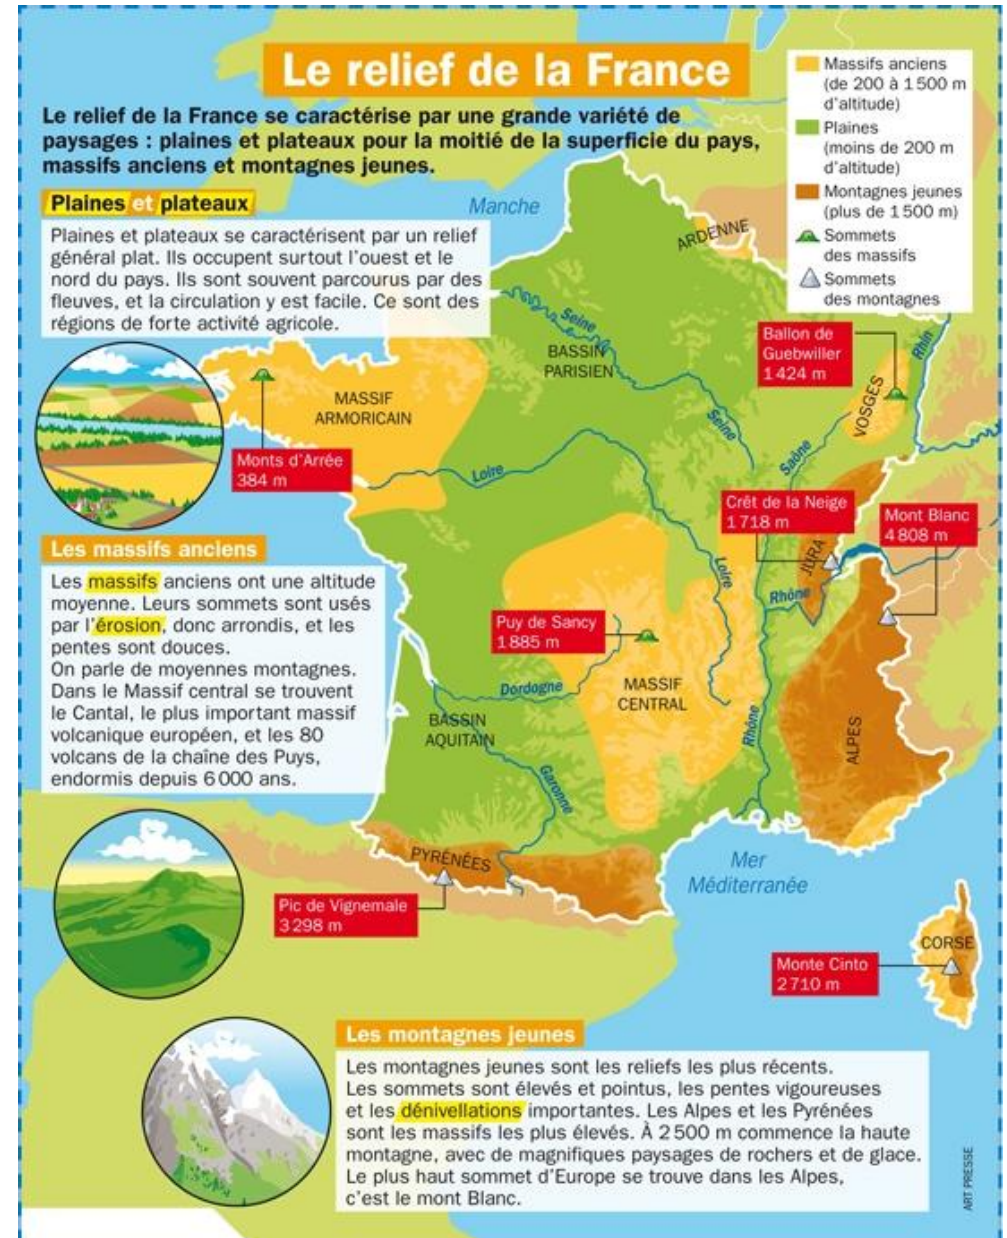 Le relief de la France
Le relief de la France se caractérise par une grande variété de
paysages : plaines et plateaux pour la moitié de la superficie du pays,
massifs anciens et montagnes jeunes.
Massifs anciens
(de 200 à 1 500 m
d'altitude)
Plaines
(moins de 200 m
d'altitude)
Montagnes jeunes
(plus de 1 500 m)
Sommets
des massifs
Sommets
des montagnes
Plaines et plateaux
Plaines et plateaux se caractérisent par un relief
général plat. Ils occupent surtout l'ouest et le
nord du pays. Ils sont souvent parcourus par des
fleuves, et la circulation y est facile. Ce sont des
régions de forte activité agricole.
Manche
ARDENNE
Seine
BASSIN
PARISIEN
Ballon de
Guebwiller
1 424 m
Rhin
VOSGES
MASSIF
ARMORICAIN
Seine
Saône
Monts d'Arrée
384 m
Loire
Crêt de la Neige
1 718 m
Mont Blanc
4 808 m
JURA
Loire
Rhône
Les massifs anciens
Les massifs anciens ont une altitude
moyenne. Leurs sommets sont usés
par l'érosion, donc arrondis, et les
pentes sont douces.
On parle de moyennes montagnes.
Dans le Massif central se trouvent
le Cantal, le plus important massif
volcanique européen, et les 80
volcans de la chaîne des Puys,
endormis depuis 6 000 ans.
Puy de Sancy
1 885 m
Dordogne
MASSIF
CENTRAL
BASSIN
AQUITAIN
Rhône
ALPES
Garonne
PYRÉNÉES
Mer
Méditerranée
Pic de Vignemale
3 298 m
CORSE
Monte Cinto
2 710 m
Les montagnes jeunes
Les montagnes jeunes sont les reliefs les plus récents.
Les sommets sont élevés et pointus, les pentes vigoureuses
et les dénivellations importantes. Les Alpes et les Pyrénées
sont les massifs les plus élevés. À 2 500 m commence la haute
montagne, avec de magnifiques paysages de rochers et de glace.
Le plus haut sommet d'Europe se trouve dans les Alpes,
c'est le mont Blanc.
ART PRESSE